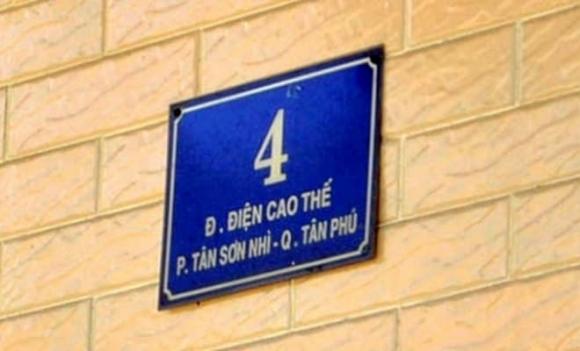 4
Đ. ĐIỆN CAO THẾ
P. TÂN SƠN NHÌ - Q. TÂN PHÚ